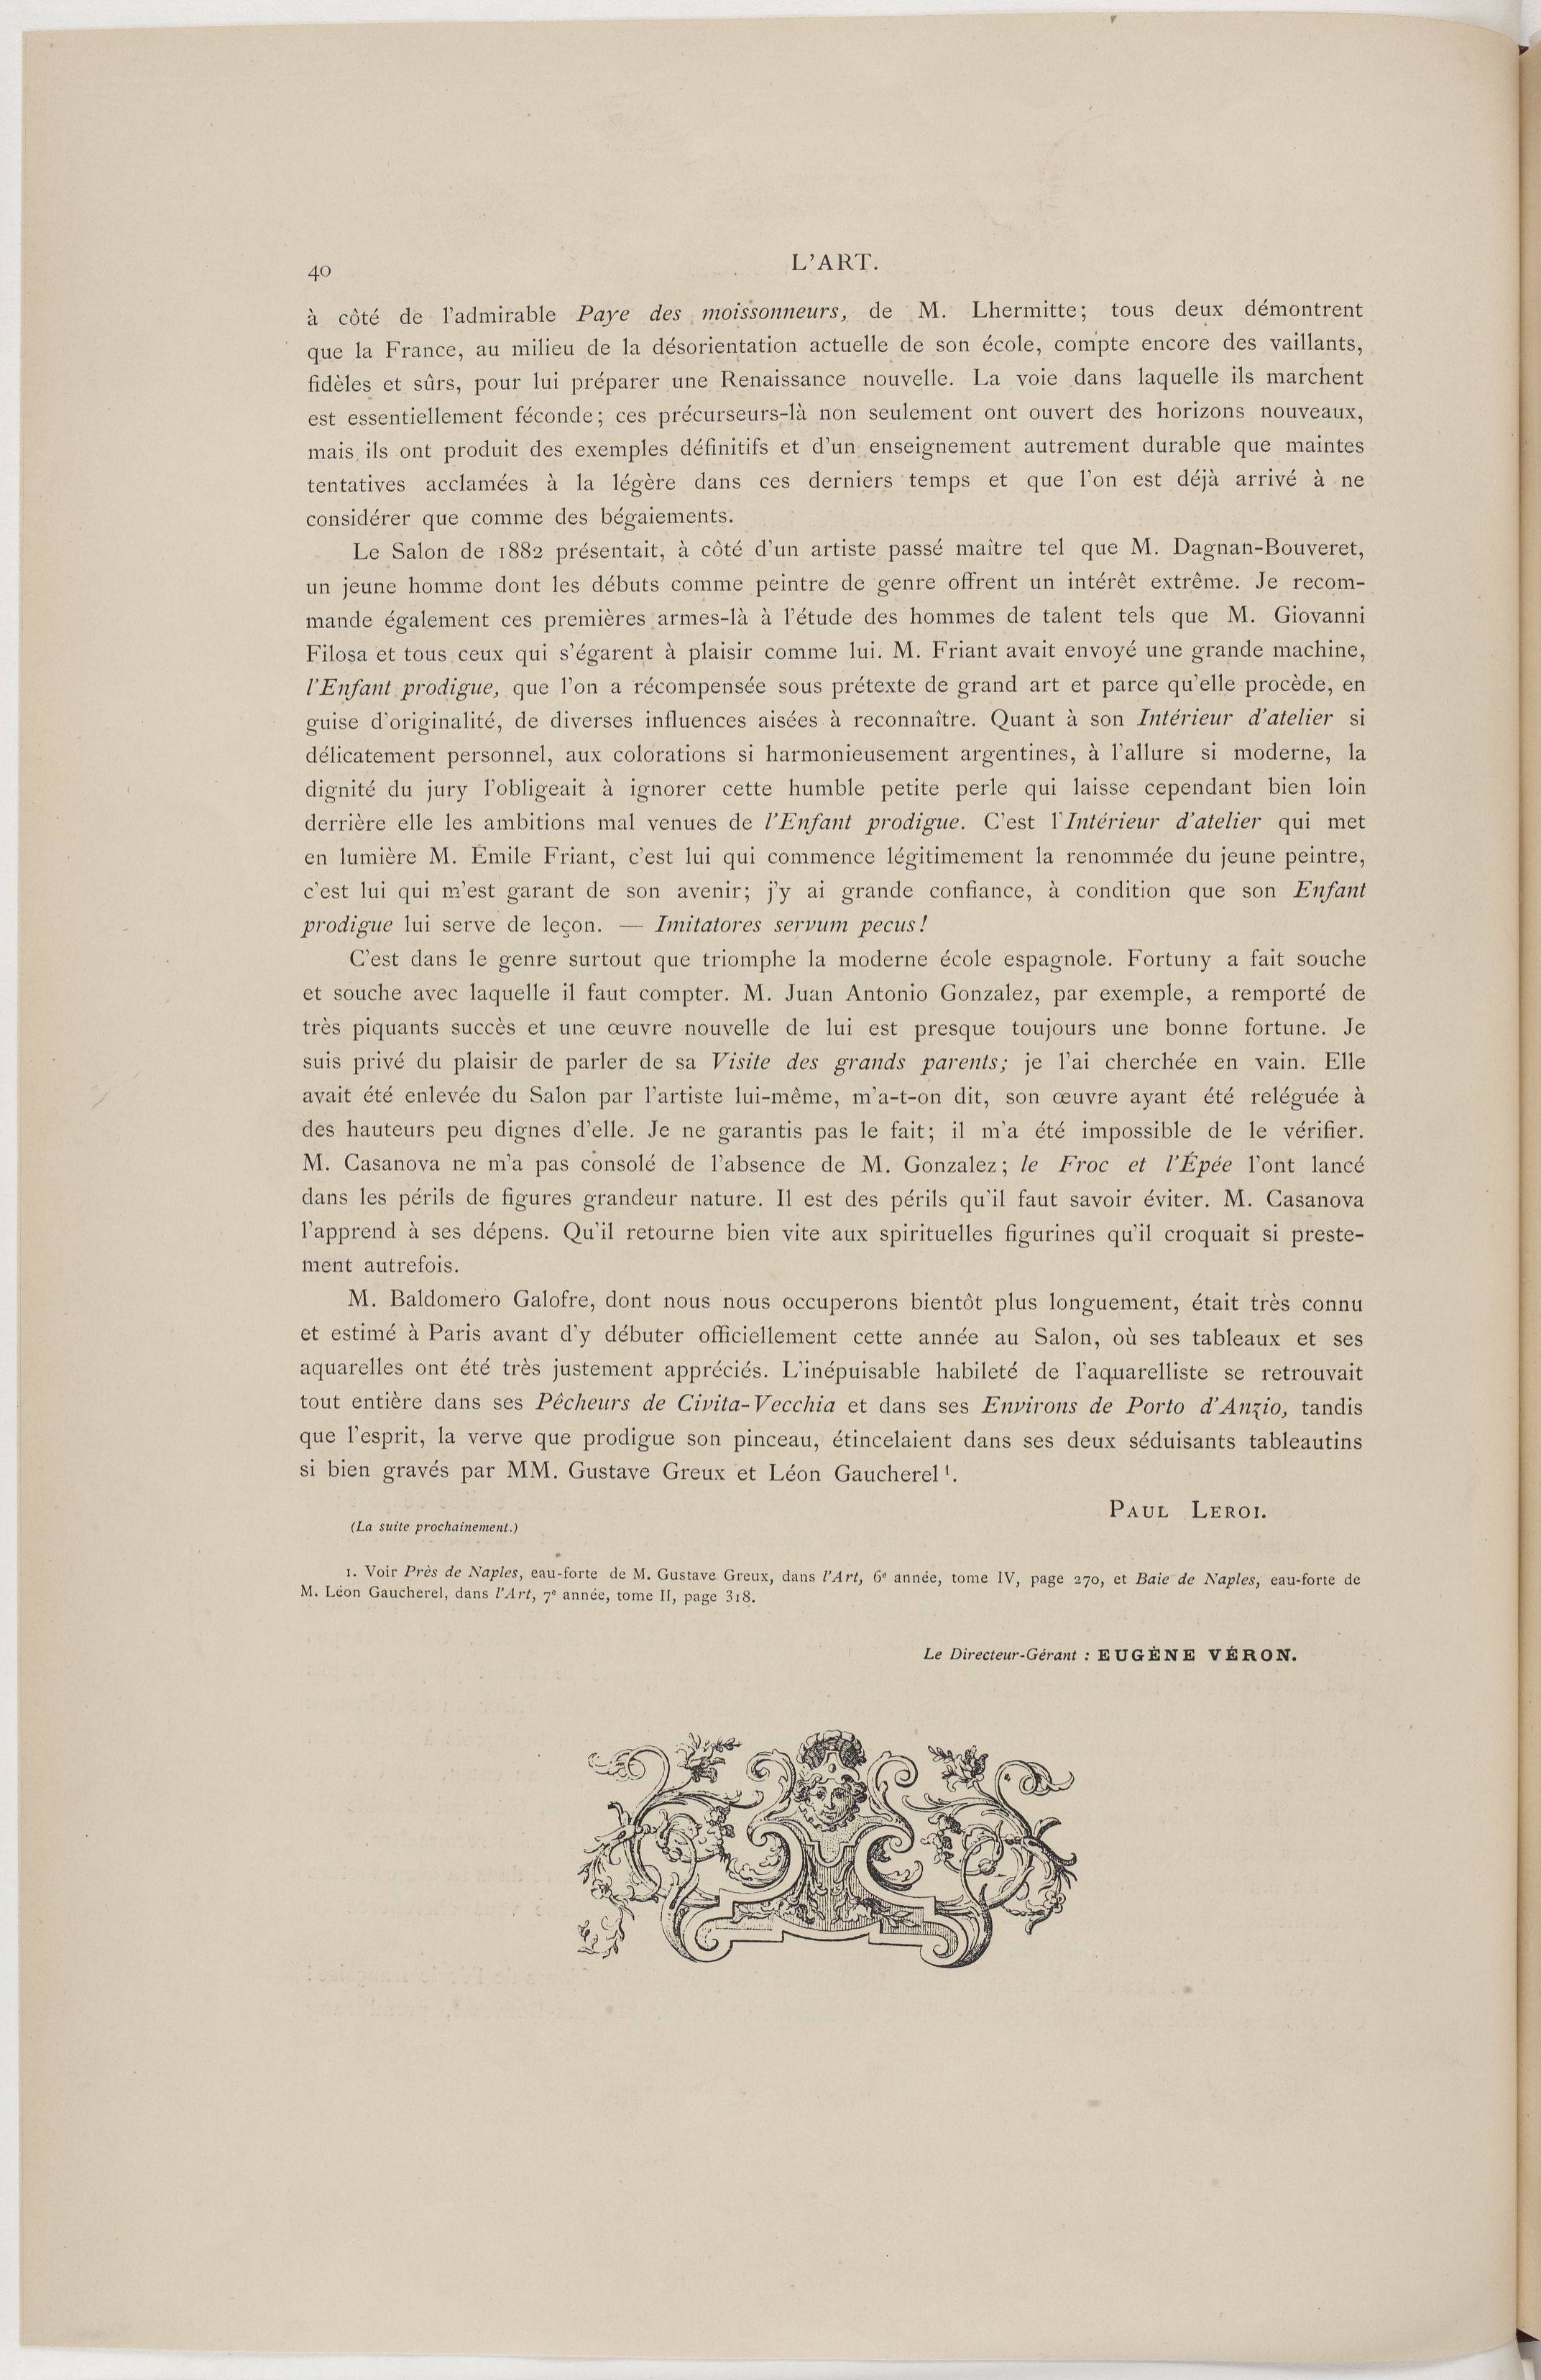 40
L'ART.
à côté de l'admirable Paye des moissonneurs, de M. Lhermitte; tous deux démontrent
que la France, au milieu de la désorientation actuelle de son école, compte encore des vaillants,
fidèles et sûrs, pour lui préparer une Renaissance nouvelle. La voie dans laquelle ils marchent
est essentiellement féconde; ces précurseurs-là non seulement ont ouvert des horizons nouveaux,
mais ils ont produit des exemples définitifs et d'un enseignement autrement durable que maintes
tentatives acclamées à la légère dans ces derniers temps et que l'on est déjà arrivé à ne
considérer que comme des bégaiements.
Le Salon de 1882 présentait, à côté d'un artiste passé maître tel que M. Dagnan-Bouveret,
un jeune homme dont les débuts comme peintre de genre offrent un intérêt extrême. Je recom-
mande également ces premières armes-là à l'étude des hommes de talent tels que M. Giovanni
Filosa et tous ceux qui s'égarent à plaisir comme lui. M. Friant avait envoyé une grande machine,
l'Enfant prodigue, que l'on a récompensée sous prétexte de grand art et parce qu'elle procède, en
guise d'originalité, de diverses influences aisées à reconnaître. Quant à son Intérieur d'atelier si
délicatement personnel, aux colorations si harmonieusement argentines, à l'allure si moderne, la
dignité du jury l'obligeait à ignorer cette humble petite perle qui laisse cependant bien loin
derrière elle les ambitions mal venues de l'Enfant prodigue. C'est l'Intérieur d'atelier qui met
en lumière M. Émile Friant, c'est lui qui commence légitimement la renommée du jeune peintre,
c'est lui qui m'est garant de son avenir; j'y ai grande confiance, à condition que son Enfant
prodigue lui serve de leçon. — Imitatores servum pecus!
C'est dans le genre surtout que triomphe la moderne école espagnole. Fortuny a fait souche
et souche avec laquelle il faut compter. M. Juan Antonio Gonzalez, par exemple, a remporté de
très piquants succès et une œuvre nouvelle de lui est presque toujours une bonne fortune. Je
suis privé du plaisir de parler de sa Visite des grands parents; je l'ai cherchée en vain. Elle
avait été enlevée du Salon par l'artiste lui-même, m'a-t-on dit, son œuvre ayant été reléguée à
des hauteurs peu dignes d'elle. Je ne garantis pas le fait; il m'a été impossible de le vérifier.
M. Casanova ne m'a pas consolé de l'absence de M. Gonzalez; le Froc et l'Épée l'ont lancé
dans les périls de figures grandeur nature. Il est des périls qu'il faut savoir éviter. M. Casanova
l'apprend à ses dépens. Qu'il retourne bien vite aux spirituelles figurines qu'il croquait si preste-
ment autrefois.
M. Baldomero Galofre, dont nous nous occuperons bientôt plus longuement, était très connu
et estimé à Paris avant d'y débuter officiellement cette année au Salon, où ses tableaux et ses
aquarelles ont été très justement appréciés. L'inépuisable habileté de l'aquarelliste se retrouvait
tout entière dans ses Pêcheurs de Civita-Vecchia et dans ses Environs de Porto d'Anzio, tandis
que l'esprit, la verve que prodigue son pinceau, étincelaient dans ses deux séduisants tableautins
si bien gravés par MM. Gustave Greux et Léon Gaucherel ¹.
PAUL LEROI.
(La suite prochainement.)
1. Voir Près de Naples, eau-forte de M. Gustave Greux, dans l'Art, 6e année, tome IV, page 270, et Baie de Naples, eau-forte de
M. Léon Gaucherel, dans l'Art, 7e année, tome II, page 318.
Le Directeur-Gérant : EUGÈNE VÉRON.